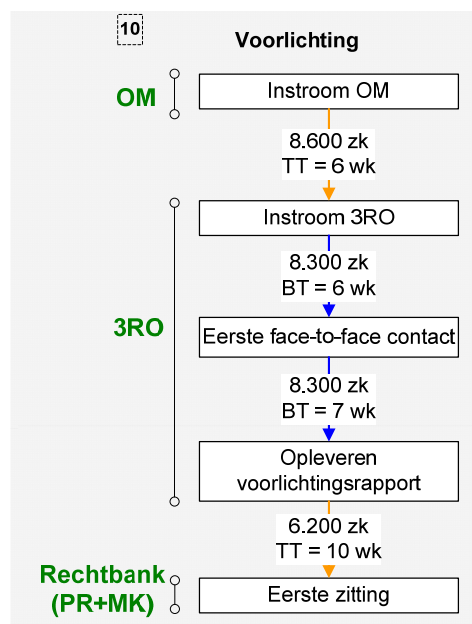 10
Voorlichting
OM
Instroom OM
8.600 zk
TT = 6 wk
Instroom 3RO
8.300 zk
BT = 6 wk
3RO
Eerste face-to-face contact
8.300 zk
BT = 7 wk
Opleveren
voorlichtingsrapport
6.200 zk
TT = 10 wk
Rechtbank
(PR+MK)
Eerste zitting